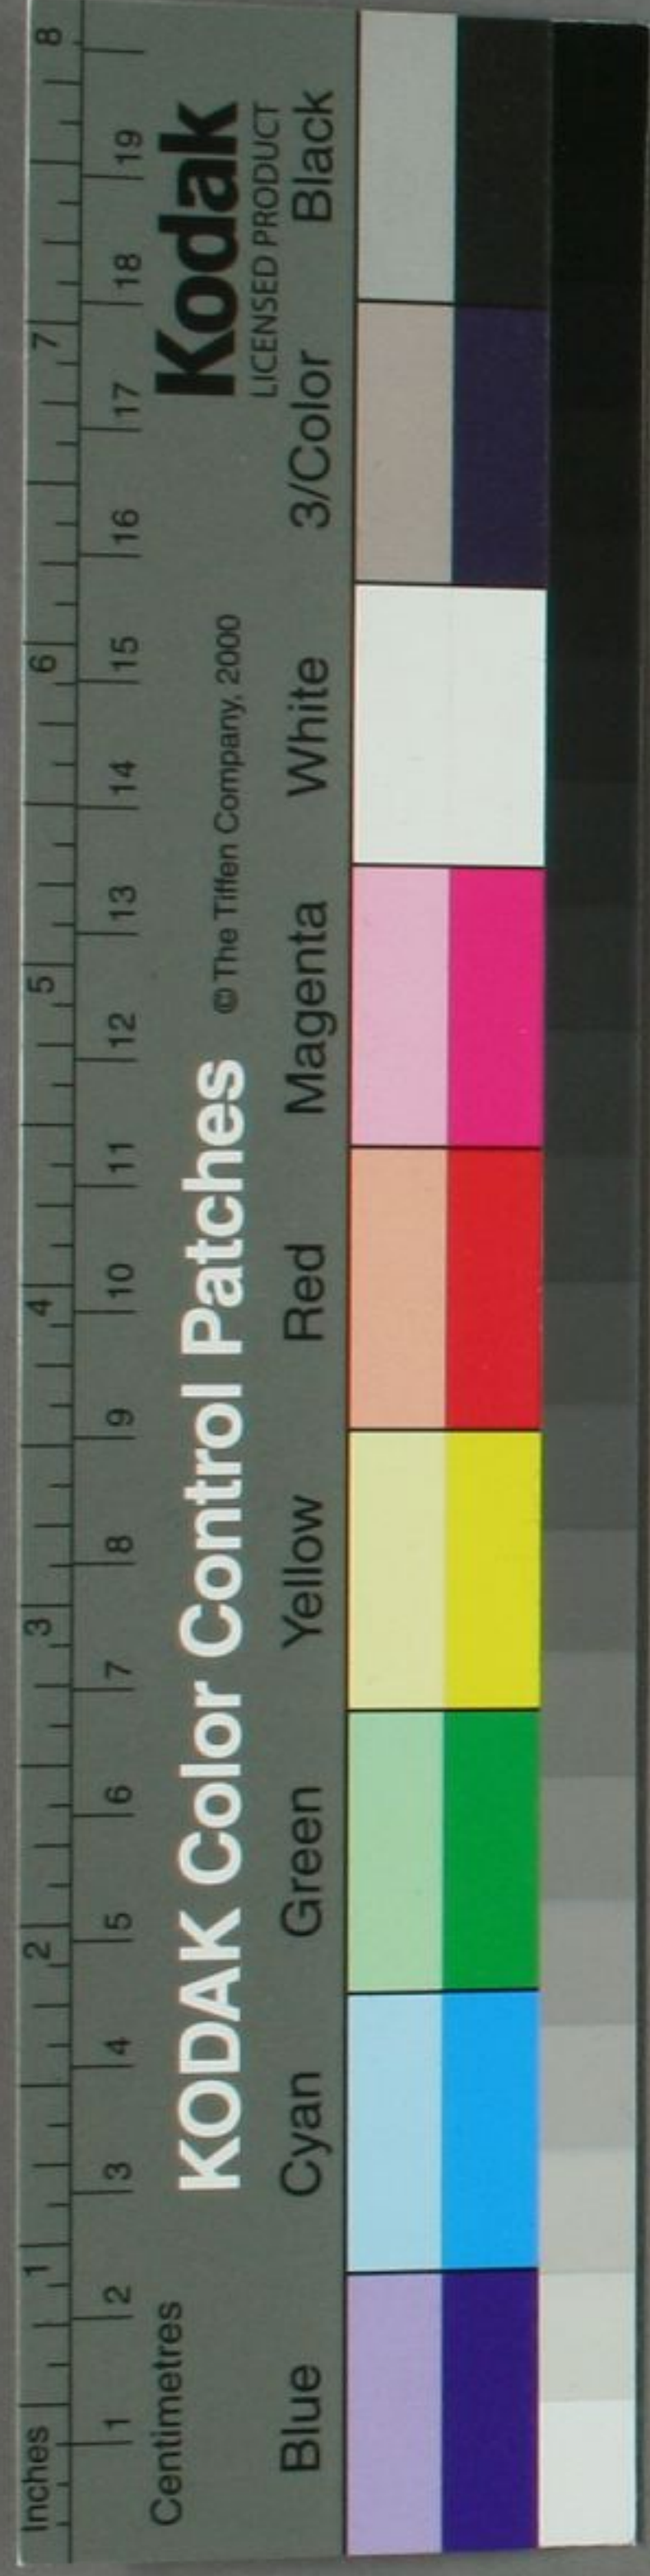 Inches 1 2 3 4 5 6 7 8
1 2 3 4 5 6 7 8 9 10 11 12 13 14 15 16 17 18 19
Centimetres
KODAK Color Control Patches © The Tiffen Company, 2000 Kodak
LICENSED PRODUCT
Blue Cyan Green Yellow Red Magenta White 3/Color Black